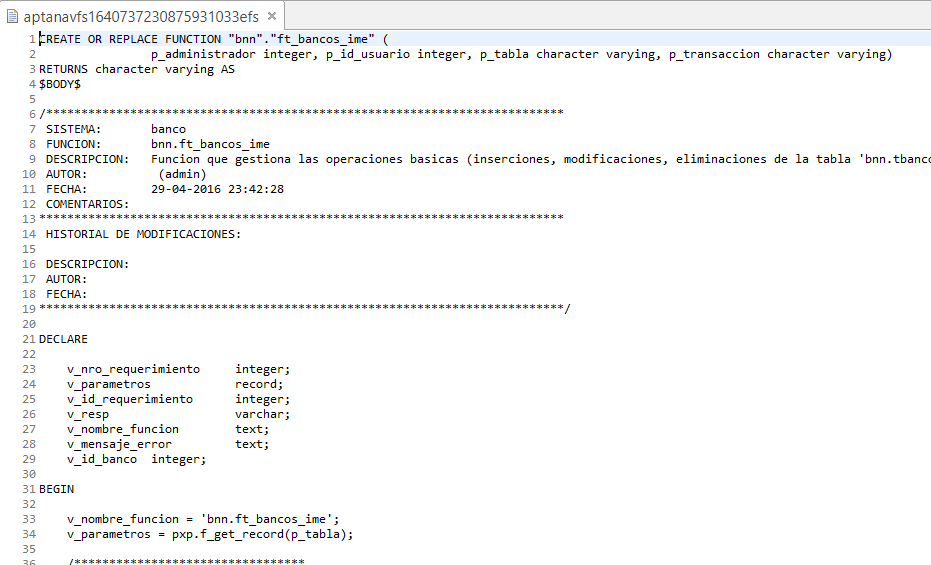 aptanavfs1640737230875931033efs
1 CREATE OR REPLACE FUNCTION "bnn"."ft_bancos_ime" (
2 p_administrador integer, p_id_usuario integer, p_tabla character varying, p_transaccion character varying)
3 RETURNS character varying AS
4 $BODY$
5
6 /**************************************************************************
7 SISTEMA: banco
8 FUNCION: bnn.ft_bancos_ime
9 DESCRIPCION: Funcion que gestiona las operaciones basicas (inserciones, modificaciones, eliminaciones de la tabla 'bnn.tbanco
10 AUTOR: (admin)
11 FECHA: 29-04-2016 23:42:28
12 COMENTARIOS:
13 ***************************************************************************
14 HISTORIAL DE MODIFICACIONES:
15
16 DESCRIPCION:
17 AUTOR:
18 FECHA:
19 ***************************************************************************/
20
21 DECLARE
22
23 v_nro_requerimiento integer;
24 v_parametros record;
25 v_id_requerimiento integer;
26 v_resp varchar;
27 v_nombre_funcion text;
28 v_mensaje_error text;
29 v_id_banco integer;
30
31 BEGIN
32
33 v_nombre_funcion = 'bnn.ft_bancos_ime';
34 v_parametros = pxp.f_get_record(p_tabla);
35
36 /*********************************